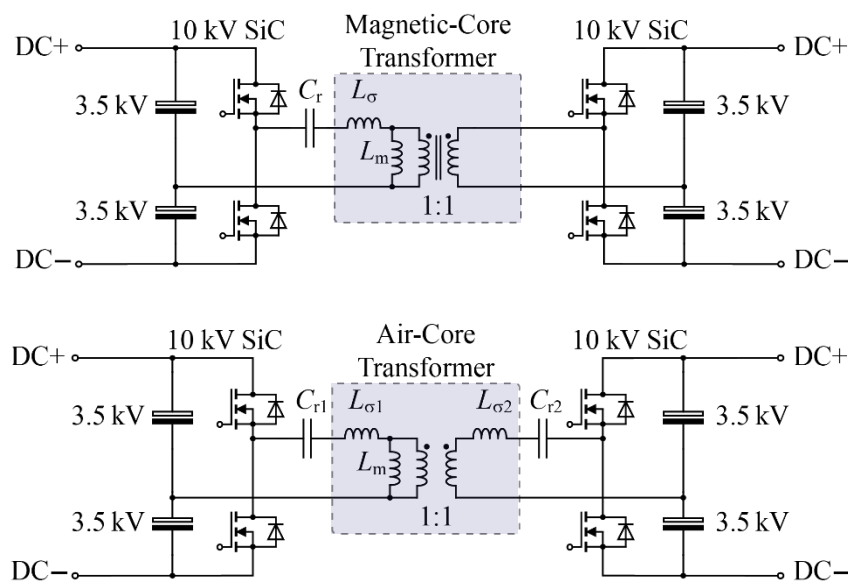 DC+
10 kV SiC
Magnetic-Core
Transformer
10 kV SiC
DC+
3.5 kV
Cr
Lσ
3.5 kV
Lm
3.5 kV
1:1
3.5 kV
DC−
DC−
DC+
10 kV SiC
Air-Core
Transformer
10 kV SiC
DC+
3.5 kV
Cr1
Lσ1
Lσ2
Cr2
3.5 kV
Lm
3.5 kV
1:1
3.5 kV
DC−
DC−